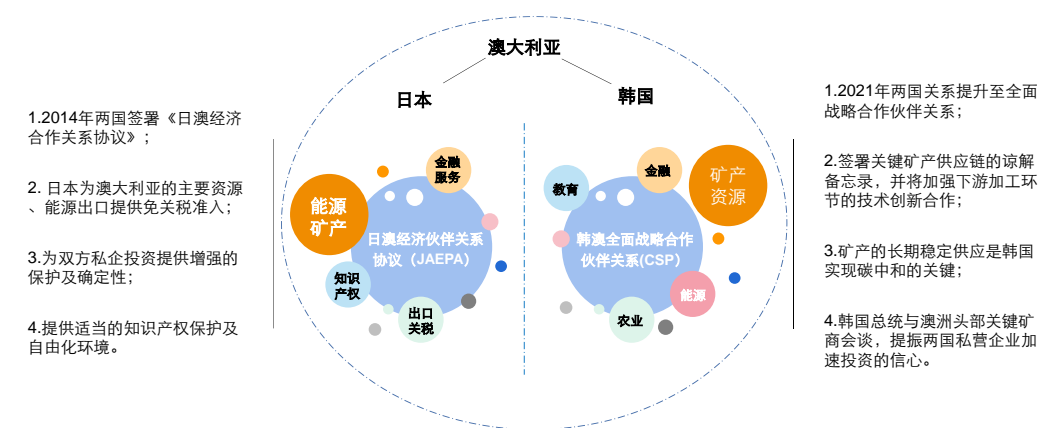 澳大利亚
日本
韩国
1.2014年两国签署《日澳经济
合作关系协议》；
2. 日本为澳大利亚的主要资源
、能源出口提供免关税准入；
3.为双方私企投资提供增强的
保护及确定性；
4.提供适当的知识产权保护及
自由化环境。
金融
服务
能源
矿产
日澳经济伙伴关系
协议（JAEPA）
知识
产权
出口
关税
教育
金融
矿产
资源
韩澳全面战略合作
伙伴关系(CSP)
能源
农业
1.2021年两国关系提升至全面
战略合作伙伴关系；
2.签署关键矿产供应链的谅解
备忘录，并将加强下游加工环
节的技术创新合作；
3.矿产的长期稳定供应是韩国
实现碳中和的关键；
4.韩国总统与澳洲头部关键矿
商会谈，提振两国私营企业加
速投资的信心。